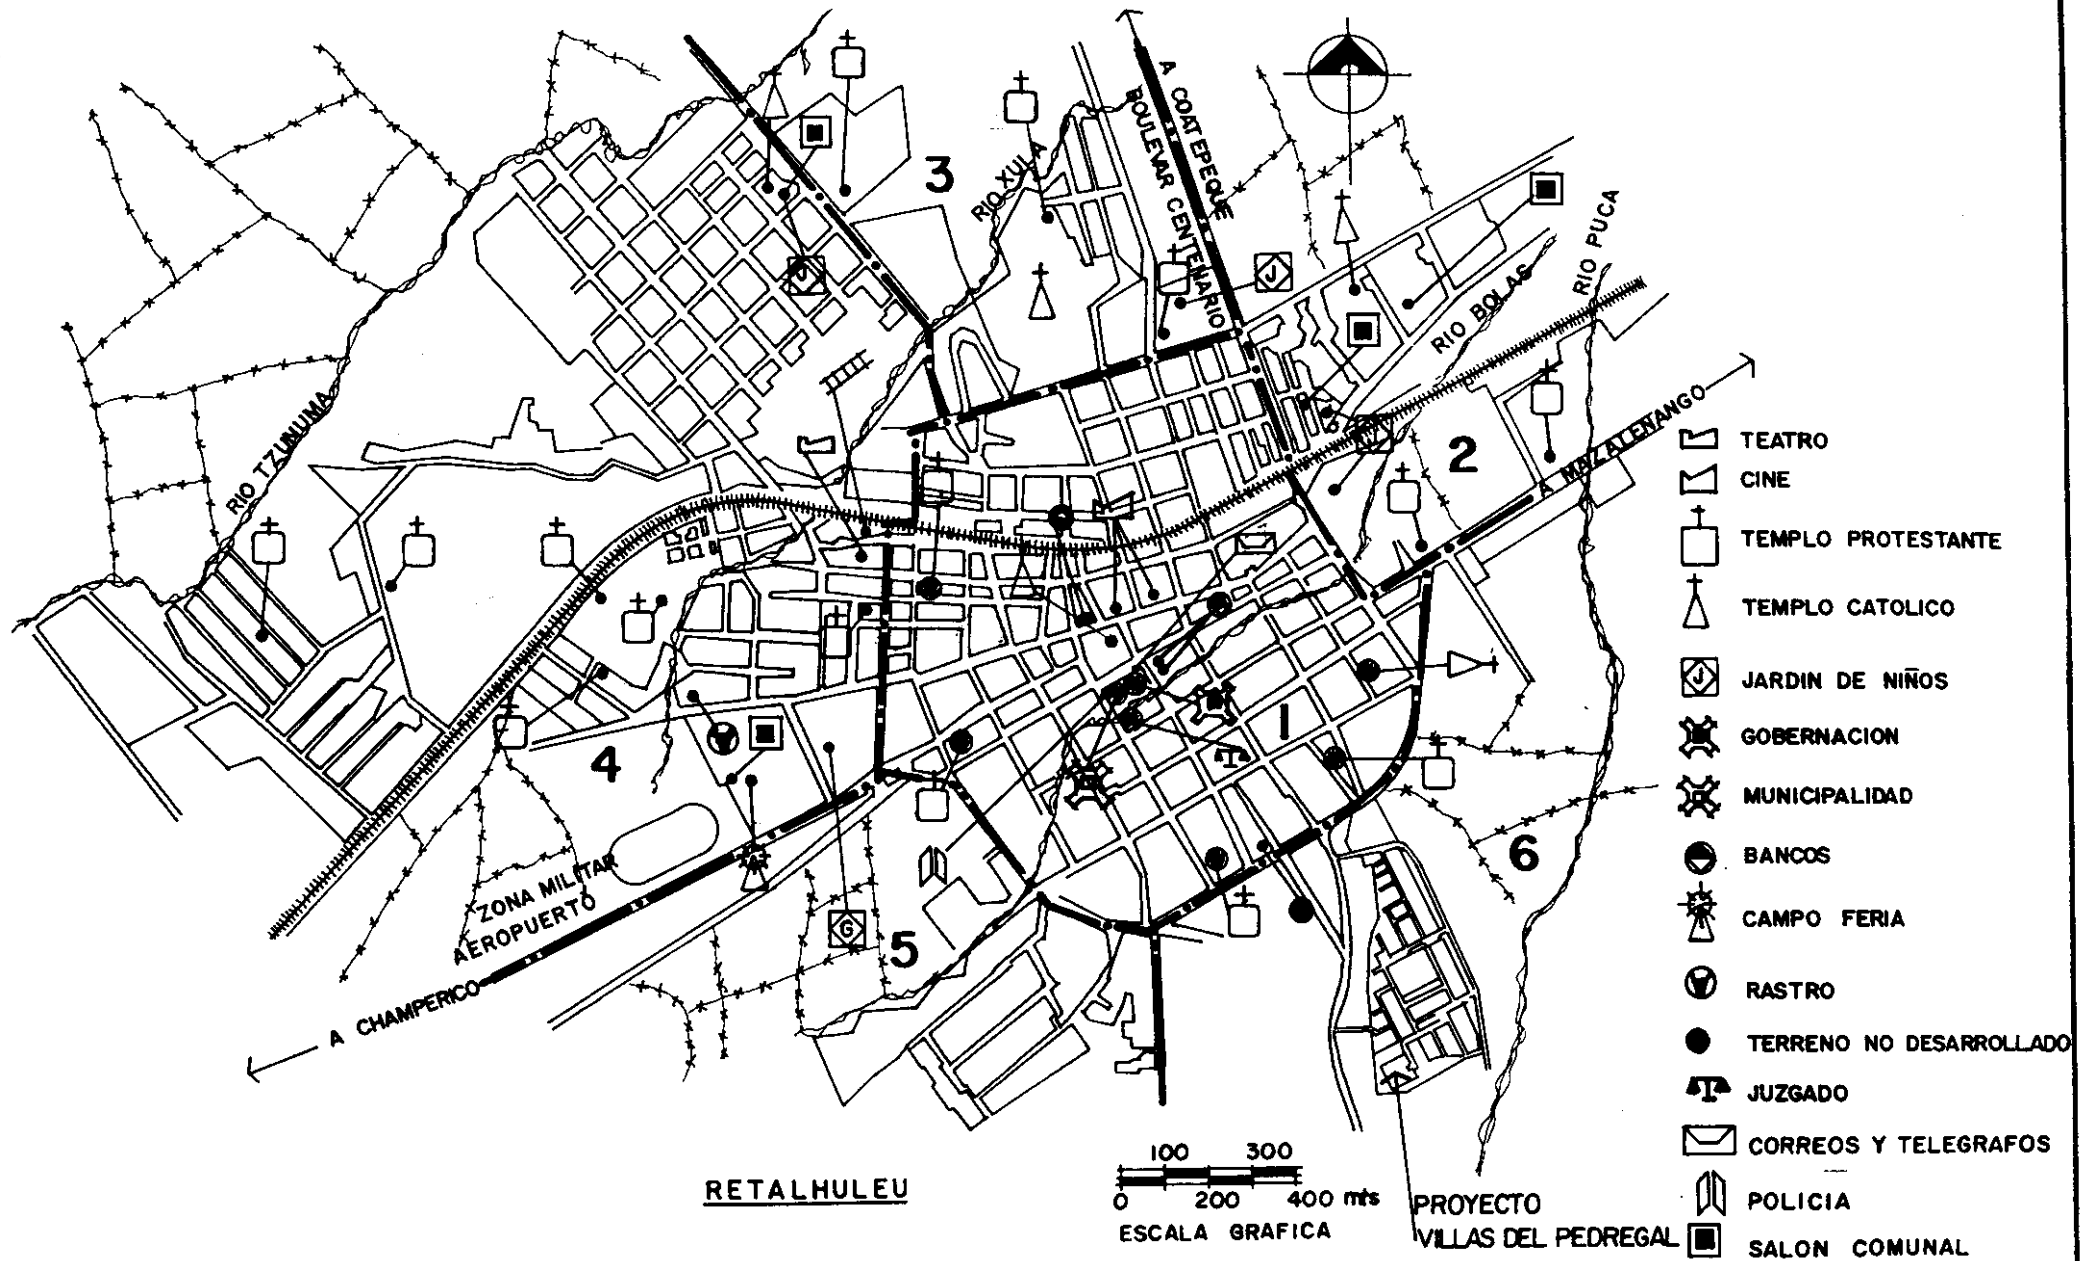 A COATEPEQUE
BOULEVAR CENTENARIO
3
RIO XULA
RIO PUCA
RIO BOLAS
J
J
RIO TZUNUMA
2
A MAZATENANGO
1
4
6
ZONA MILITAR
AEROPUERTO
G
5
A CHAMPERICO
TEATRO
CINE
TEMPLO PROTESTANTE
TEMPLO CATOLICO
J JARDIN DE NIÑOS
GOBERNACION
MUNICIPALIDAD
BANCOS
CAMPO FERIA
RASTRO
TERRENO NO DESARROLLADO
JUZGADO
CORREOS Y TELEGRAFOS
POLICIA
SALON COMUNAL
RETALHULEU
100 300
0 200 400 mts
ESCALA GRAFICA
PROYECTO
VILLAS DEL PEDREGAL